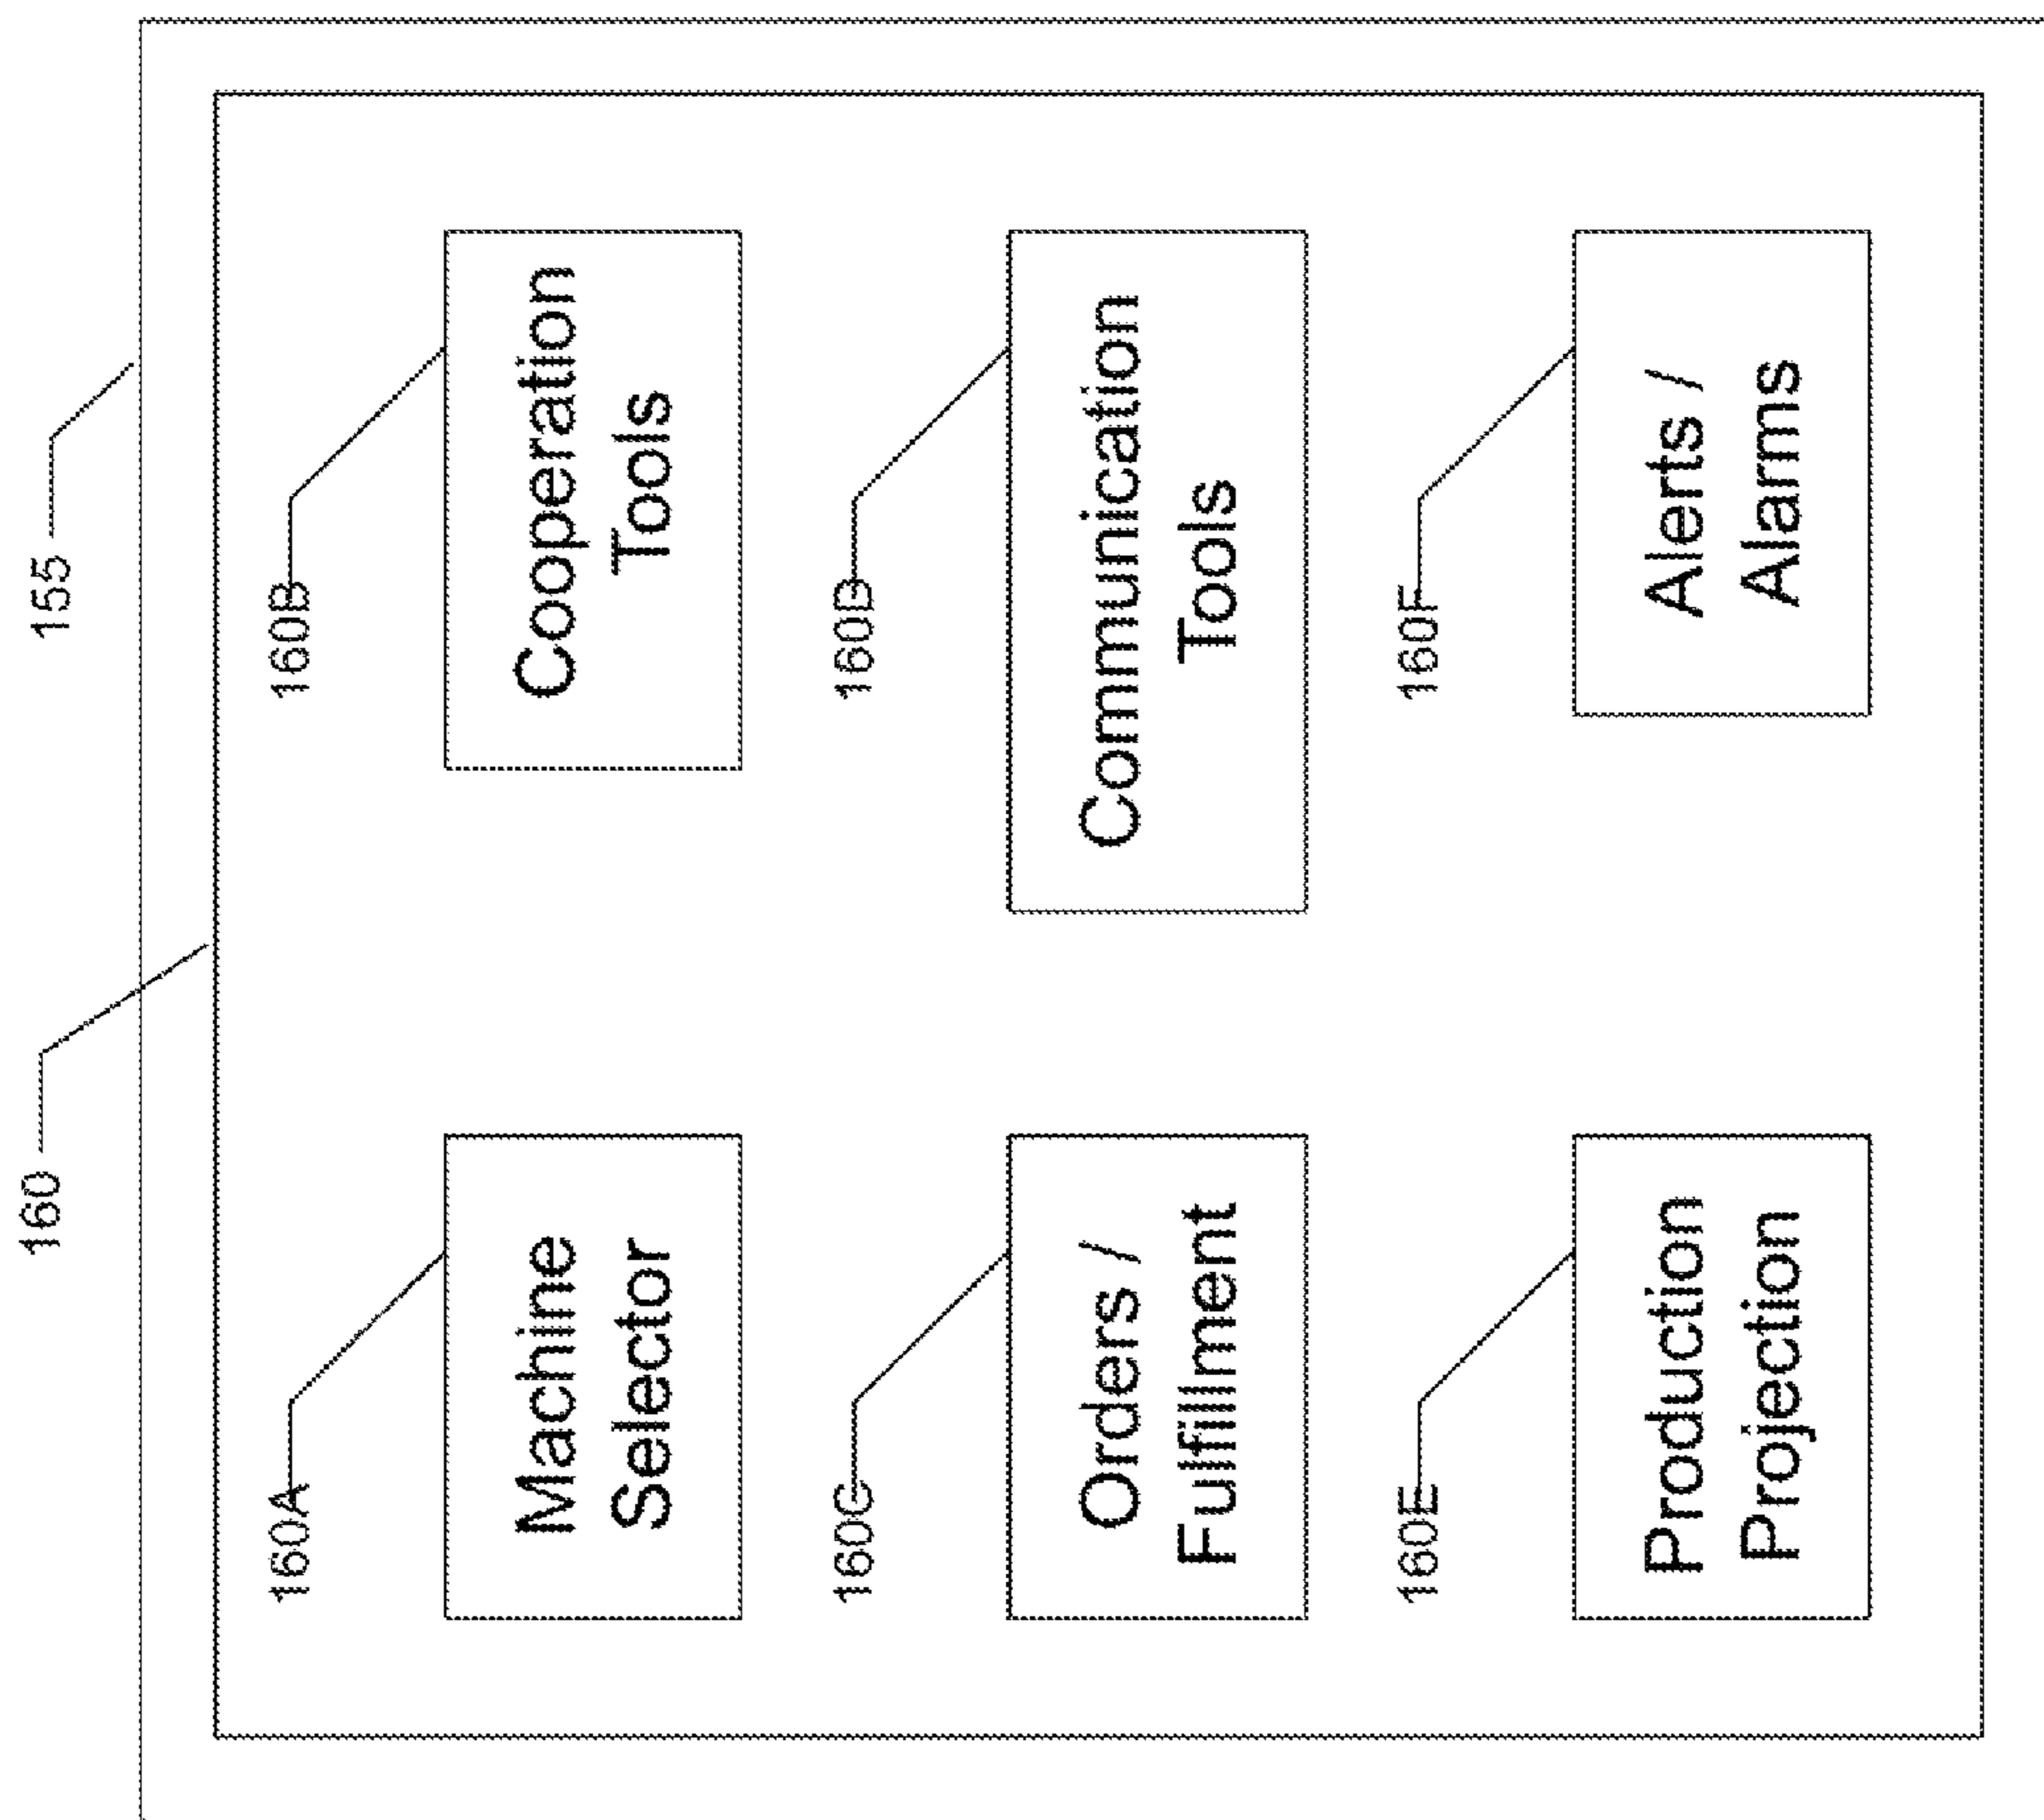 160
155
160A
Machine
Selector
160B
Cooperation
Tools
160C
Orders /
Fulfillment
160D
Communication
Tools
160E
Production
Projection
160F
Alerts /
Alarms